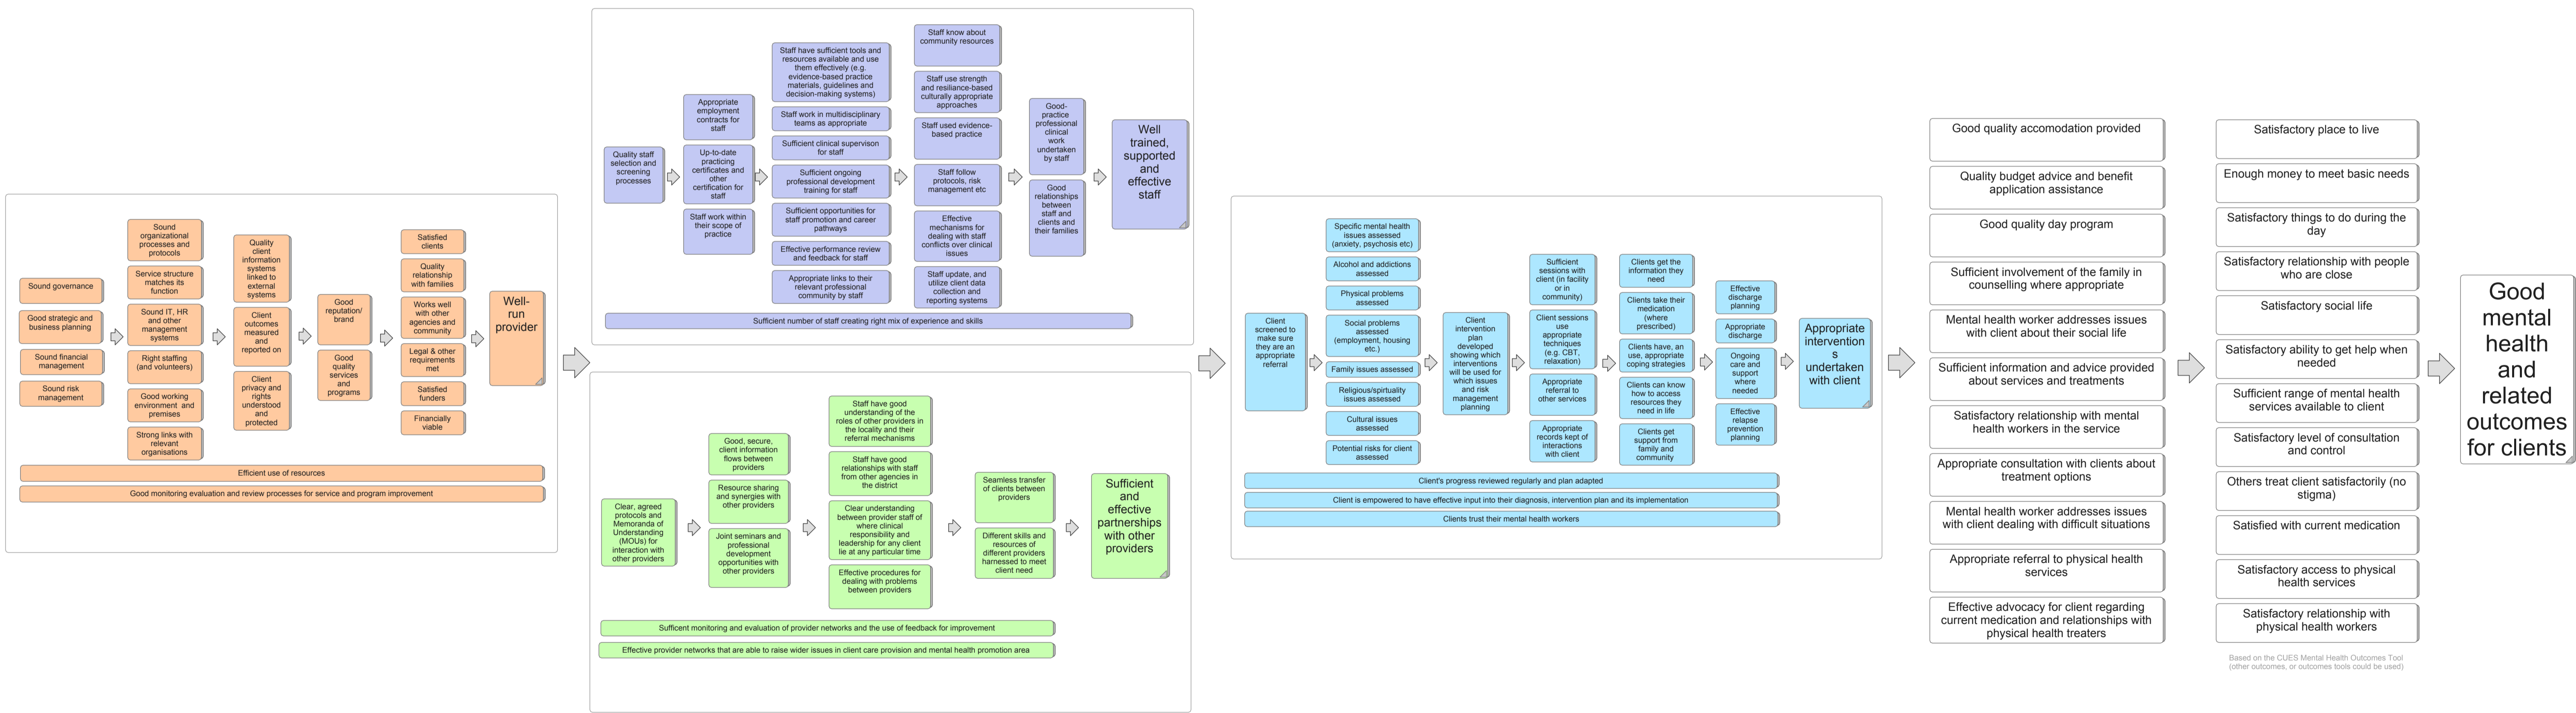 Sound governance
Good strategic and
business planning
Sound financial
management
Sound risk
management
Sound
organizational
processes and
protocols
Service structure
matches its
function
Sound IT, HR
and other
management
systems
Right staffing
(and volunteers)
Good working
environment and
premises
Strong links with
relevant
organisations
Quality
client
information
systems
linked to
external
systems
Client
outcomes
measured
and
reported on
Client
privacy and
rights
understood
and
protected
Good
reputation/
brand
Good
quality
services
and
programs
Satisfied
clients
Quality
relationship
with families
Works well
with other
agencies and
community
Legal & other
requirements
met
Satisfied
funders
Financially
viable
Well-
run
provider
Efficient use of resources
Good monitoring evaluation and review processes for service and program improvement
Quality staff
selection and
screening
processes
Appropriate
employment
contracts for
staff
Up-to-date
practicing
certificates and
other
certification for
staff
Staff work within
their scope of
practice
Staff have sufficient tools and
resources available and use
them effectively (e.g.
evidence-based practice
materials, guidelines and
decision-making systems)
Staff work in multidisciplinary
teams as appropriate
Sufficient clinical supervison
for staff
Sufficient ongoing
professional development
training for staff
Sufficient opportunities for
staff promotion and career
pathways
Effective performance review
and feedback for staff
Appropriate links to their
relevant professional
community by staff
Staff know about
community resources
Staff use strength
and resiliance-based
culturally appropriate
approaches
Staff used evidence-
based practice
Staff follow
protocols, risk
management etc
Effective
mechanisms for
dealing with staff
conflicts over clinical
issues
Staff update, and
utilize client data
collection and
reporting systems
Good-
practice
professional
clinical
work
undertaken
by staff
Good
relationships
between
staff and
clients and
their families
Well
trained,
supported
and
effective
staff
Sufficient number of staff creating right mix of experience and skills
Clear, agreed
protocols and
Memoranda of
Understanding
(MOUs) for
interaction with
other providers
Good, secure,
client information
flows between
providers
Resource sharing
and synergies with
other providers
Joint seminars and
professional
development
opportunities with
other providers
Staff have good
understanding of the
roles of other providers in
the locality and their
referral mechanisms
Staff have good
relationships with staff
from other agencies in
the district
Clear understanding
between provider staff of
where clinical
responsibility and
leadership for any client
lie at any particular time
Effective procedures for
dealing with problems
between providers
Seamless transfer
of clients between
providers
Different skills and
resources of
different providers
harnessed to meet
client need
Sufficient
and
effective
partnerships
with other
providers
Sufficent monitoring and evaluation of provider networks and the use of feedback for improvement
Effective provider networks that are able to raise wider issues in client care provision and mental health promotion area
Client
screened to
make sure
they are an
appropriate
referral
Specific mental health
issues assessed
(anxiety, psychosis etc)
Alcohol and addictions
assessed
Physical problems
assessed
Social problems
assessed
(employment, housing
etc.)
Family issues assessed
Religious/spirtuality
issues assessed
Cultural issues
assessed
Potential risks for client
assessed
Client
intervention
plan
developed
showing which
interventions
will be used for
which issues
and risk
management
planning
Sufficient
sessions with
client (in facility
or in
community)
Client sessions
use
appropriate
techniques
(e.g. CBT,
relaxation)
Appropriate
referral to
other services
Appropriate
records kept of
interactions
with client
Clients get the
information they
need
Clients take their
medication
(where
prescribed)
Clients have, an
use, appropriate
coping strategies
Clients can know
how to access
resources they
need in life
Clients get
support from
family and
community
Effective
discharge
planning
Appropriate
discharge
Ongoing
care and
support
where
needed
Effective
relapse
prevention
planning
Appropriate
intervention
s
undertaken
with client
Client's progress reviewed regularly and plan adapted
Client is empowered to have effective input into their diagnosis, intervention plan and its implementation
Clients trust their mental health workers
Good quality accomodation provided
Quality budget advice and benefit
application assistance
Good quality day program
Sufficient involvement of the family in
counselling where appropriate
Mental health worker addresses issues
with client about their social life
Sufficient information and advice provided
about services and treatments
Satisfactory relationship with mental
health workers in the service
Appropriate consultation with clients about
treatment options
Mental health worker addresses issues
with client dealing with difficult situations
Appropriate referral to physical health
services
Effective advocacy for client regarding
current medication and relationships with
physical health treaters
Satisfactory place to live
Enough money to meet basic needs
Satisfactory things to do during the
day
Satisfactory relationship with people
who are close
Satisfactory social life
Satisfactory ability to get help when
needed
Sufficient range of mental health
services available to client
Satisfactory level of consultation
and control
Others treat client satisfactorily (no
stigma)
Satisfied with current medication
Satisfactory access to physical
health services
Satisfactory relationship with
physical health workers
Based on the CUES Mental Health Outcomes Tool
(other outcomes, or outcomes tools could be used)
Good
mental
health
and
related
outcomes
for clients